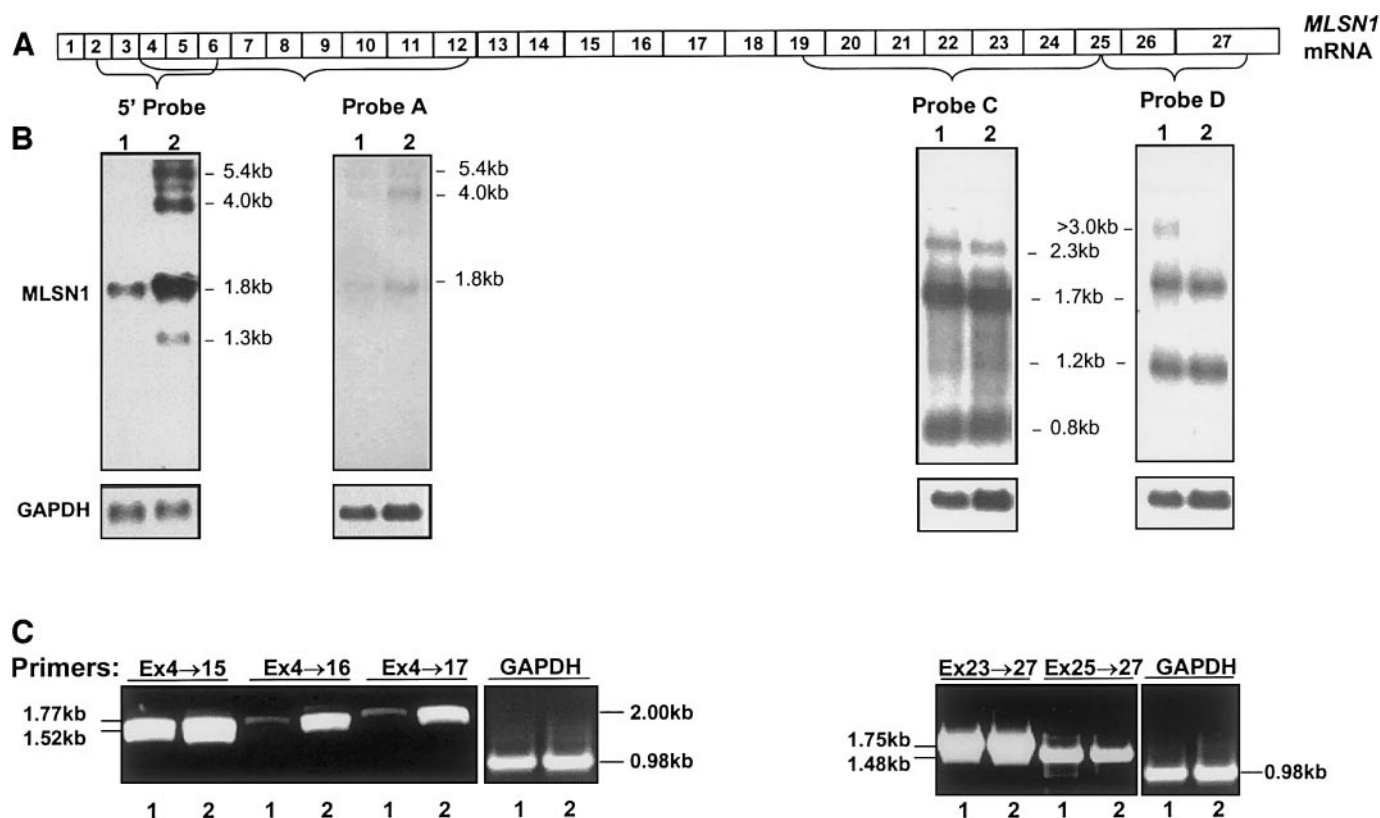 A
1 2 3 4 5 6 7 8 9 10 11 12 13 14 15 16 17 18 19 20 21 22 23 24 25 26 27
MLSN1
mRNA
5' Probe
Probe A
Probe C
Probe D
B
1 2
1 2
1 2
1 2
MLSN1
5.4kb
4.0kb
1.8kb
1.3kb
5.4kb
4.0kb
1.8kb
>3.0kb
2.3kb
1.7kb
1.2kb
0.8kb
GAPDH
C
Primers: Ex4→15 Ex4→16 Ex4→17 GAPDH
1.77kb
1.52kb
2.00kb
0.98kb
1 2 1 2 1 2 1 2
Ex23→27 Ex25→27 GAPDH
1.75kb
1.48kb
0.98kb
1 2 1 2 1 2